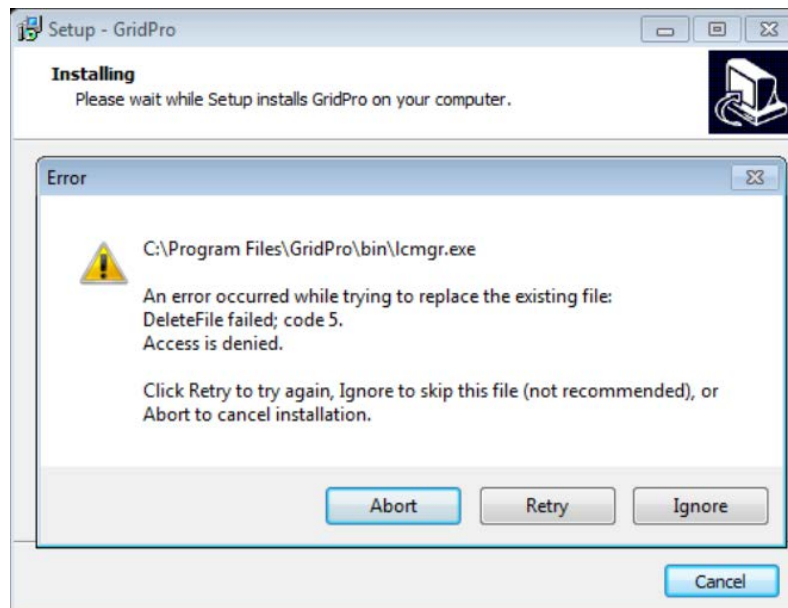 Setup - GridPro
Installing
Please wait while Setup installs GridPro on your computer.
Error
C:\Program Files\GridPro\bin\lcmgr.exe
An error occurred while trying to replace the existing file:
DeleteFile failed; code 5.
Access is denied.
Click Retry to try again, Ignore to skip this file (not recommended), or
Abort to cancel installation.
Abort
Retry
Ignore
Cancel